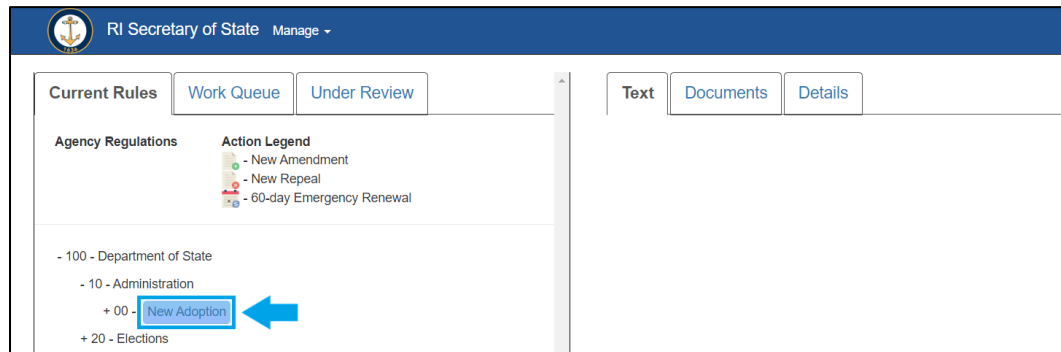 RI Secretary of State Manage
Current Rules Work Queue Under Review
Text Documents Details
Agency Regulations
Action Legend
- New Amendment
- New Repeal
- 60-day Emergency Renewal
- 100 - Department of State
- 10 - Administration
+ 00 - New Adoption
+ 20 - Elections